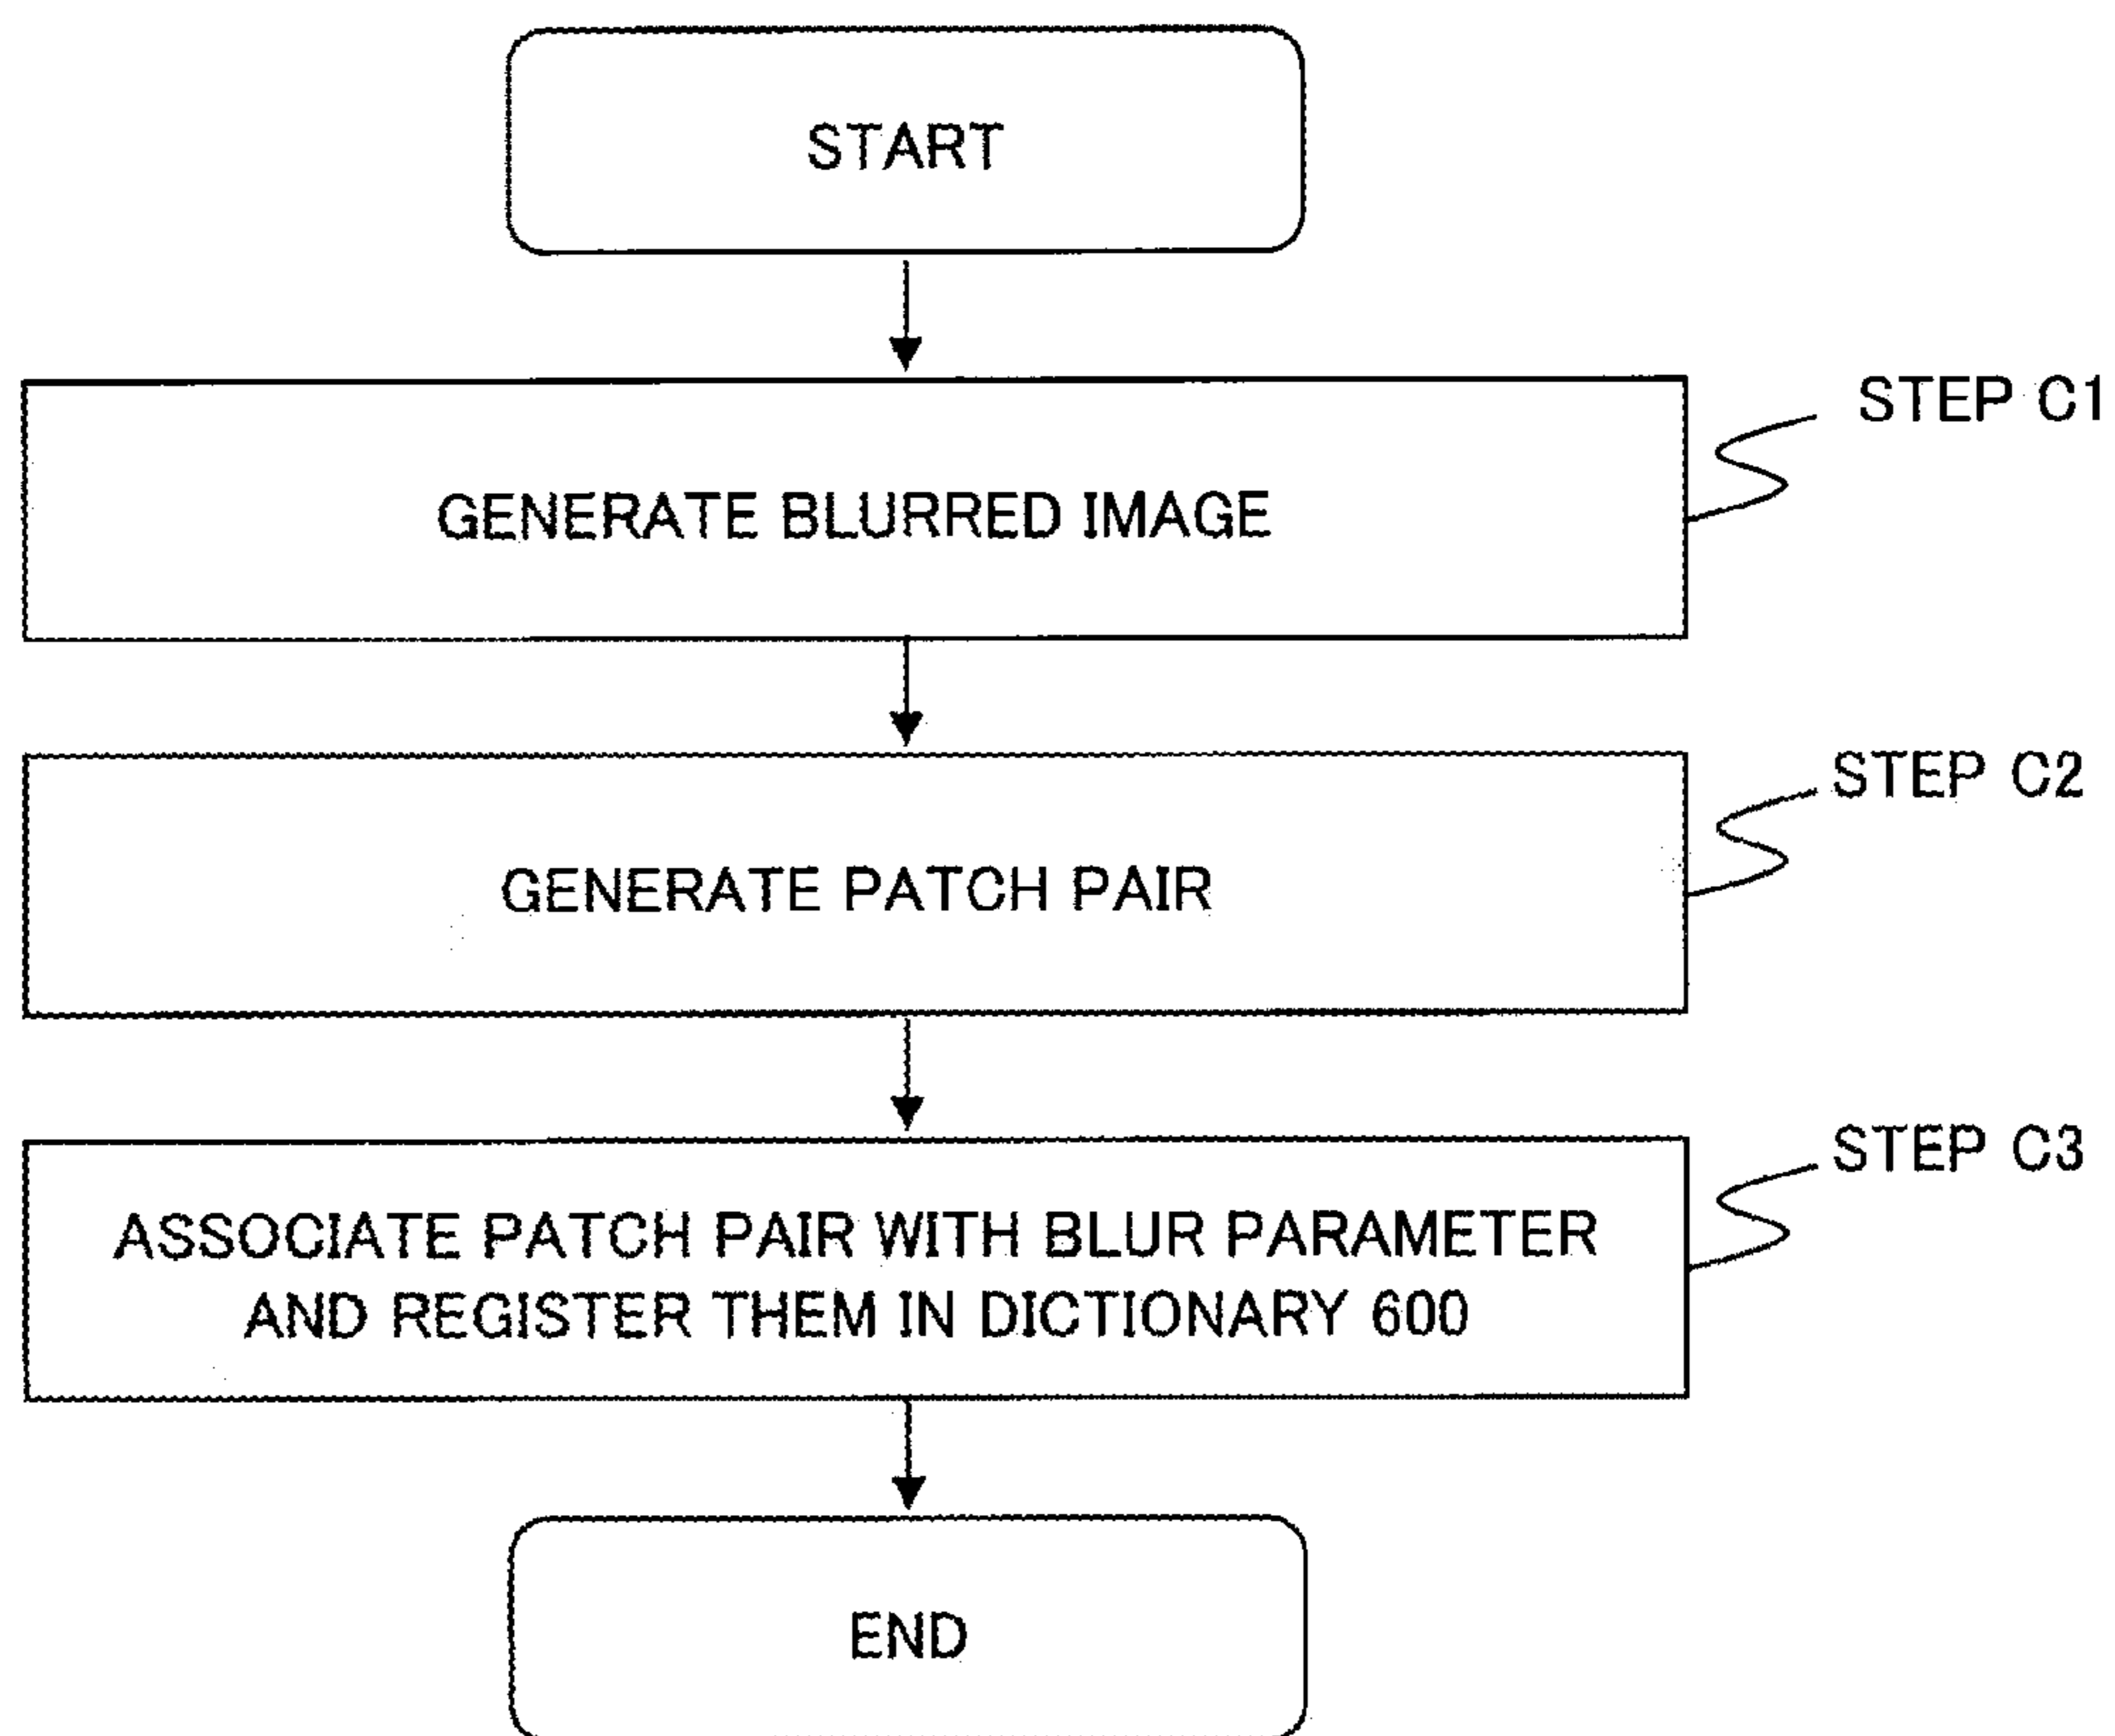 START
STEP C1
GENERATE BLURRED IMAGE
STEP C2
GENERATE PATCH PAIR
STEP C3
ASSOCIATE PATCH PAIR WITH BLUR PARAMETER
AND REGISTER THEM IN DICTIONARY 600
END